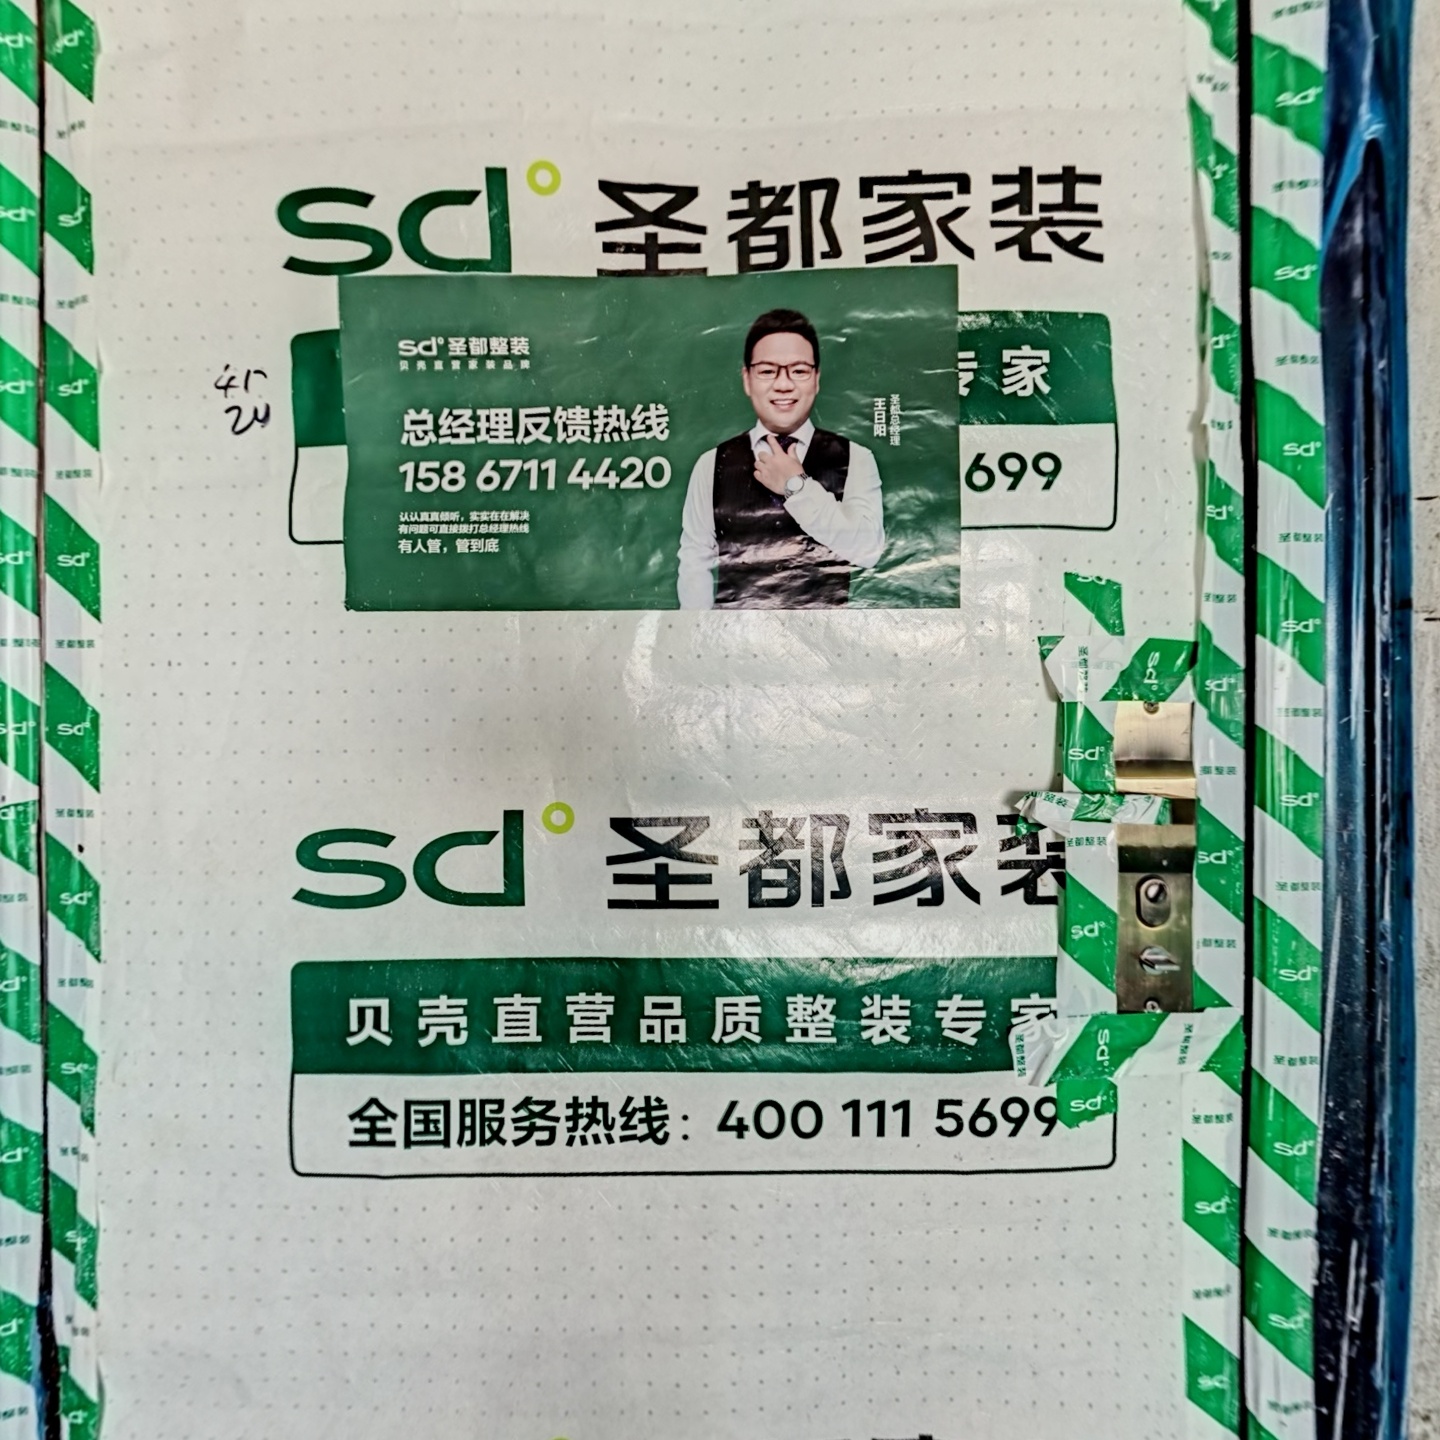 sd° 圣都家装
sd° 圣都整装
贝壳直营家装品牌
总经理反馈热线
158 6711 4420
认认真真倾听，实实在在解决
有问题可直接拨打总经理热线
有人管，管到底
圣都总经理
王日阳
家
699
sd° 圣都家装
贝壳直营品质整装专家
全国服务热线：400 111 5699